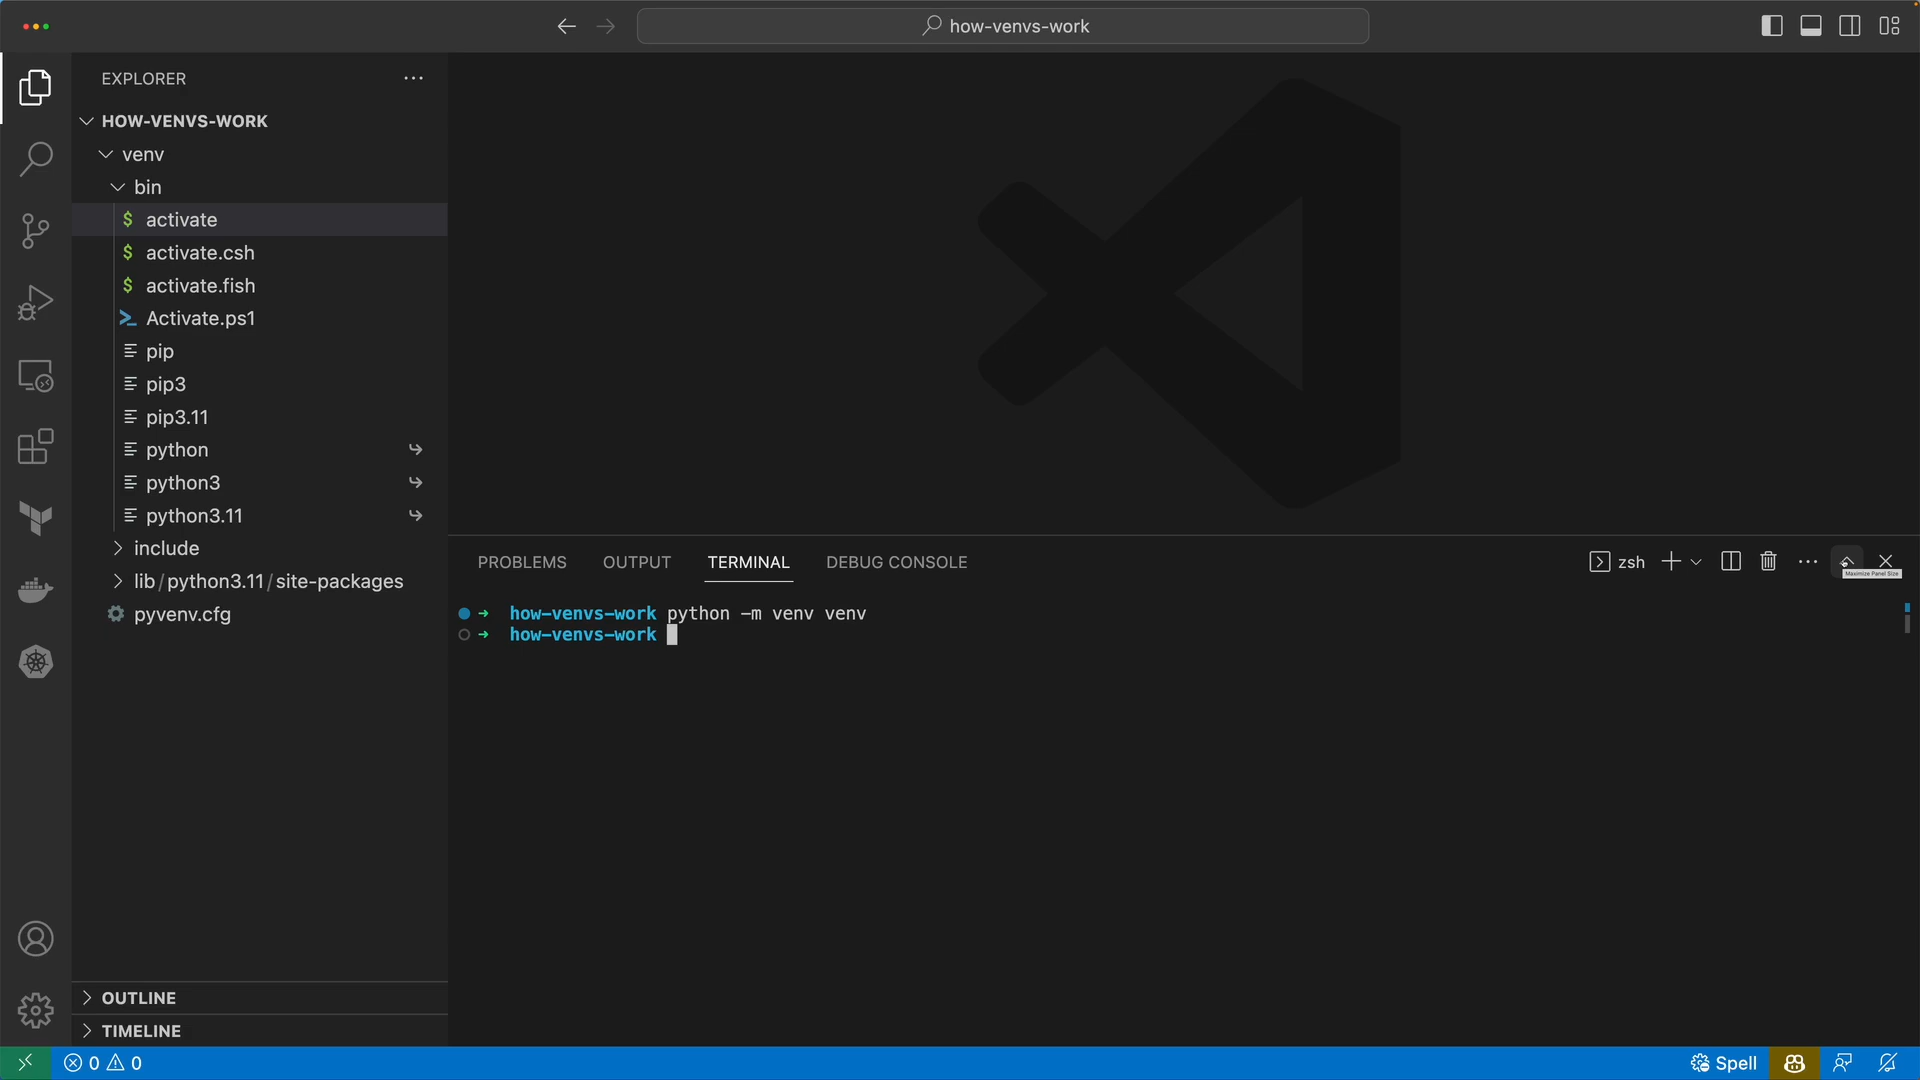 how-venvs-work
EXPLORER
HOW-VENVS-WORK
venv
bin
$ activate
$ activate.csh
$ activate.fish
Activate.ps1
pip
pip3
pip3.11
python
python3
python3.11
include
lib/python3.11/site-packages
pyvenv.cfg
OUTLINE
TIMELINE
PROBLEMS OUTPUT TERMINAL DEBUG CONSOLE
zsh
Maximize Panel Size
how-venvs-work python -m venv venv
how-venvs-work
0 0
Spell